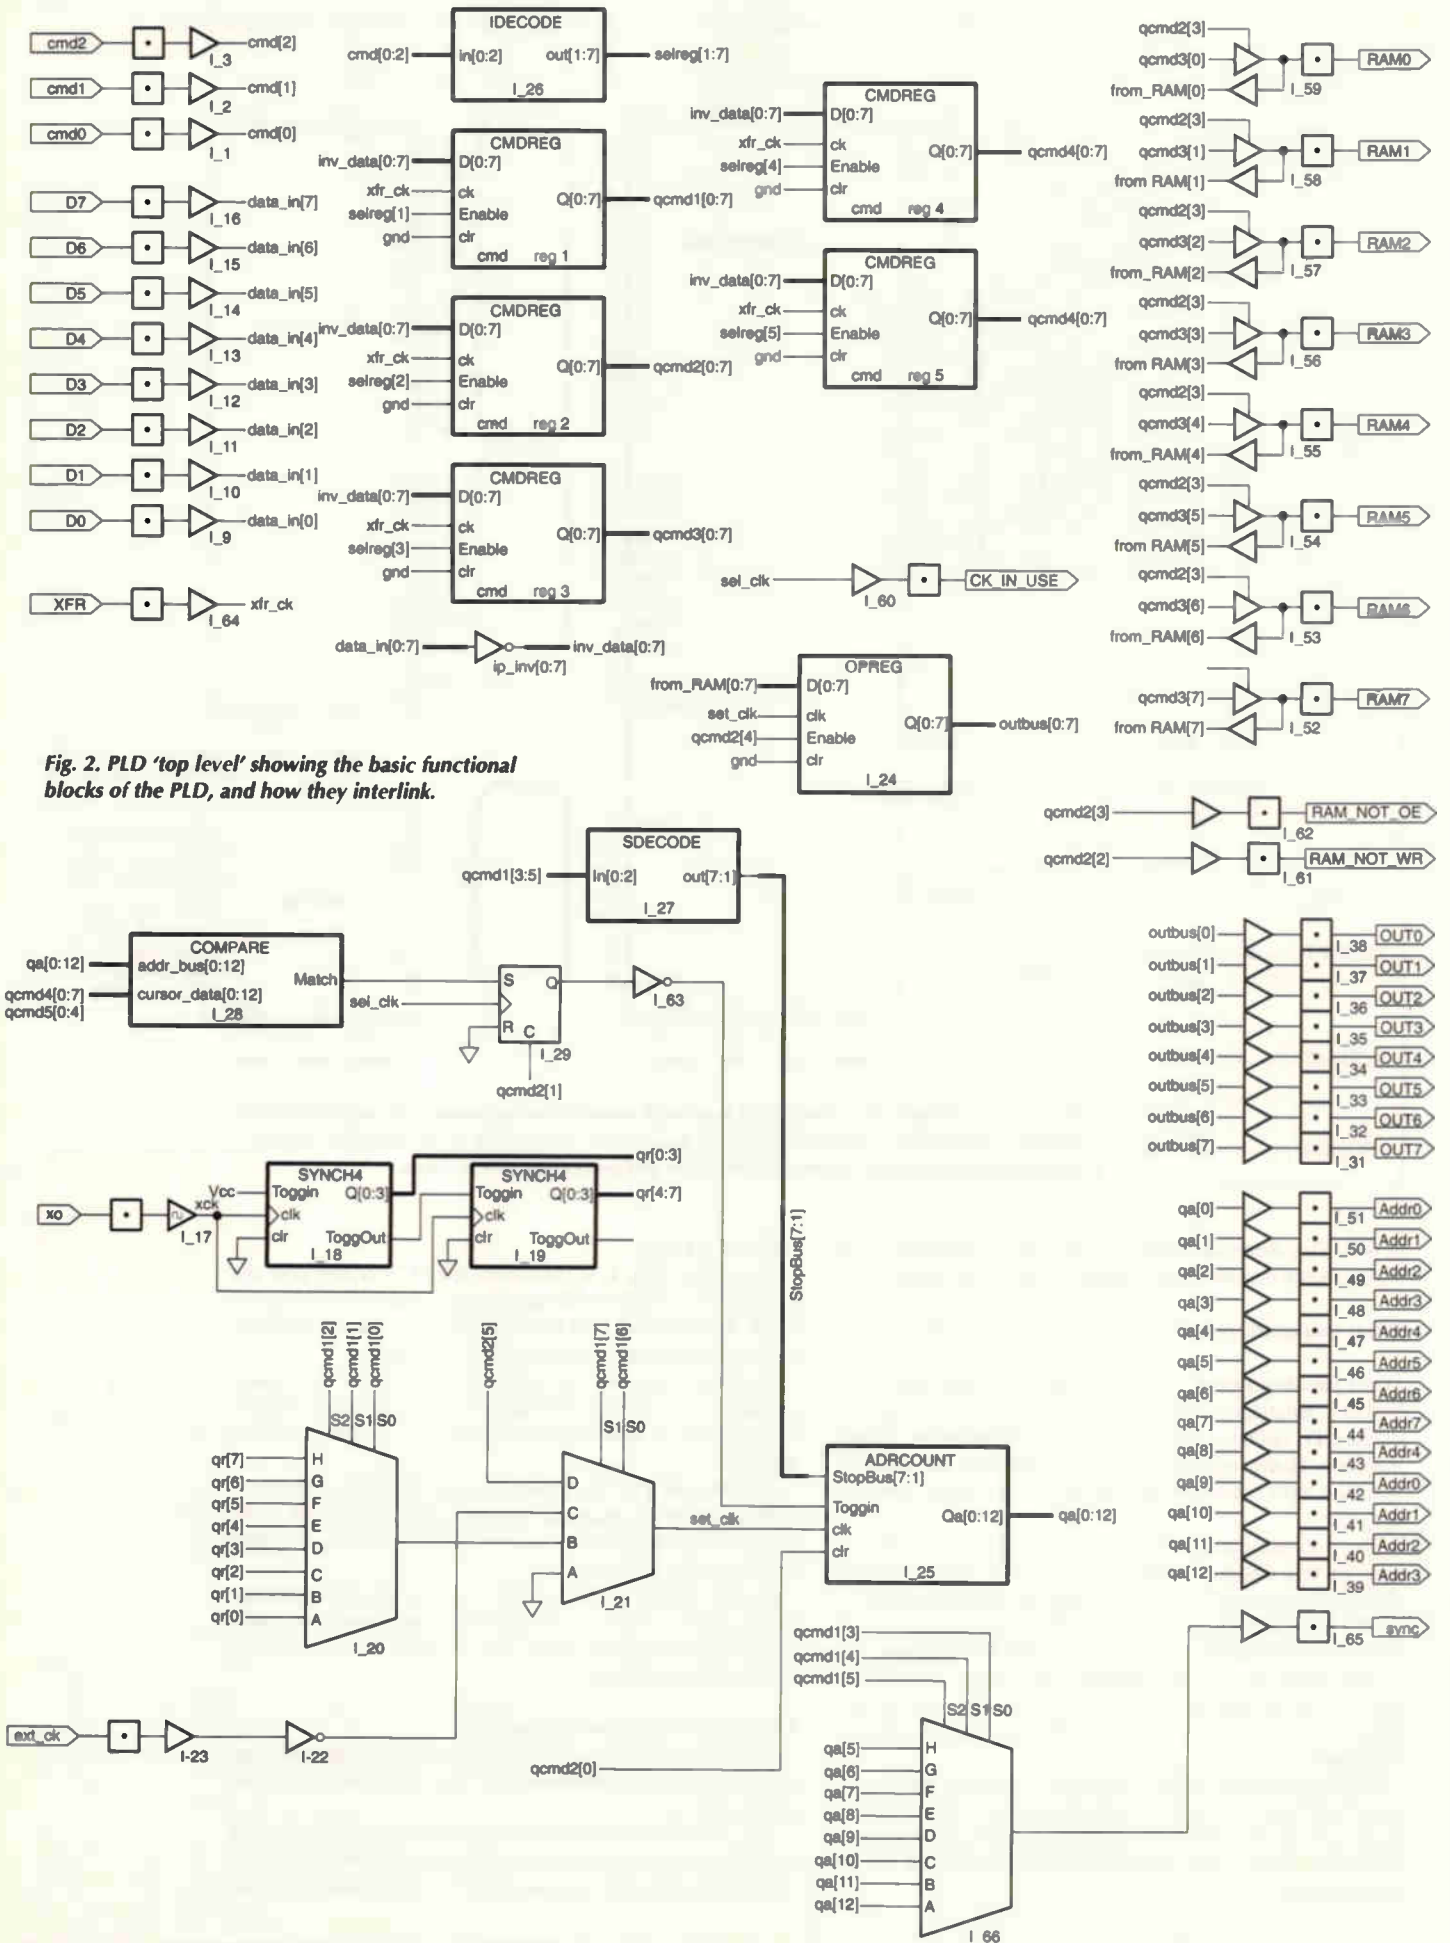 cmd2
I_3
cmd[2]
cmd1
I_2
cmd[1]
cmd0
I_1
cmd[0]
D7
I_16
data_in[7]
D6
I_15
data_in[6]
D5
I_14
data_in[5]
D4
I_13
data_in[4]
D3
I_12
data_in[3]
D2
I_11
data_in[2]
D1
I_10
data_in[1]
D0
I_9
data_in[0]
XFR
I_64
xfr_ck
IDECODE
cmd[0:2]
in[0:2]
out[1:7]
selreg[1:7]
I_26
CMDREG
inv_data[0:7]
D[0:7]
xfr_ck
ck
Q[0:7]
qcmd1[0:7]
selreg[1]
Enable
gnd
clr
cmd reg 1
CMDREG
inv_data[0:7]
D[0:7]
xfr_ck
ck
Q[0:7]
qcmd2[0:7]
selreg[2]
Enable
gnd
clr
cmd reg 2
CMDREG
inv_data[0:7]
D[0:7]
xfr_ck
ck
Q[0:7]
qcmd3[0:7]
selreg[3]
Enable
gnd
clr
cmd reg 3
data_in[0:7]
ip_inv[0:7]
inv_data[0:7]
CMDREG
inv_data[0:7]
D[0:7]
xfr_ck
ck
Q[0:7]
qcmd4[0:7]
selreg[4]
Enable
gnd
clr
cmd reg 4
CMDREG
inv_data[0:7]
D[0:7]
xfr_ck
ck
Q[0:7]
qcmd4[0:7]
selreg[5]
Enable
gnd
clr
cmd reg 5
sel_clk
I_60
CK_IN_USE
OPREG
from_RAM[0:7]
D[0:7]
set_clk
clk
Q[0:7]
outbus[0:7]
qcmd2[4]
Enable
gnd
clr
I_24
qcmd2[3]
qcmd3[0]
RAM0
from_RAM[0]
I_59
qcmd2[3]
qcmd3[1]
RAM1
from RAM[1]
I_58
qcmd2[3]
qcmd3[2]
RAM2
from_RAM[2]
I_57
qcmd2[3]
qcmd3[3]
RAM3
from RAM[3]
I_56
qcmd2[3]
qcmd3[4]
RAM4
from_RAM[4]
I_55
qcmd2[3]
qcmd3[5]
RAM5
from RAM[5]
I_54
qcmd2[3]
qcmd3[6]
RAM6
from_RAM[6]
I_53
qcmd3[7]
RAM7
from RAM[7]
I_52
Fig. 2. PLD ‘top level’ showing the basic functional
blocks of the PLD, and how they interlink.
qcmd2[3]
I_62
RAM_NOT_OE
qcmd2[2]
I_61
RAM_NOT_WR
SDECODE
qcmd1[3:5]
In[0:2]
out[7:1]
I_27
COMPARE
qa[0:12]
addr_bus[0:12]
Match
qcmd4[0:7]
qcmd5[0:4]
cursor_data[0:12]
I_28
sel_clk
S
Q
R
C
I_29
qcmd2[1]
I_63
outbus[0]
I_38
OUT0
outbus[1]
I_37
OUT1
outbus[2]
I_36
OUT2
outbus[3]
I_35
OUT3
outbus[4]
I_34
OUT4
outbus[5]
I_33
OUT5
outbus[6]
I_32
OUT6
outbus[7]
I_31
OUT7
xo
I_17
Vcc
xck
SYNCH4
Toggin
Q[0:3]
clk
clr
ToggOut
I_18
SYNCH4
Toggin
Q[0:3]
clk
clr
ToggOut
I_19
qr[0:3]
qr[4:7]
StopBus[7:1]
qa[0]
I_51
Addr0
qa[1]
I_50
Addr1
qa[2]
I_49
Addr2
qa[3]
I_48
Addr3
qa[4]
I_47
Addr4
qa[5]
I_46
Addr5
qa[6]
I_45
Addr6
qa[7]
I_44
Addr7
qa[8]
I_43
Addr4
qa[9]
I_42
Addr0
qa[10]
I_41
Addr1
qa[11]
I_40
Addr2
qa[12]
I_39
Addr3
qcmd1[2]
qcmd1[1]
qcmd1[0]
S2 S1 S0
qr[7] H
qr[6] G
qr[5] F
qr[4] E
qr[3] D
qr[2] C
qr[1] B
qr[0] A
I_20
qcmd2[5]
qcmd1[7]
qcmd1[6]
S1 S0
D
C
B
A
I_21
set_clk
ADRCOUNT
StopBus[7:1]
Toggin
Qa[0:12]
qa[0:12]
clk
clr
I_25
ext_ck
I-23
I-22
qcmd2[0]
qcmd1[3]
qcmd1[4]
qcmd1[5]
S2 S1 S0
qa[5] H
qa[6] G
qa[7] F
qa[8] E
qa[9] D
qa[10] C
qa[11] B
qa[12] A
I_66
I_65
sync